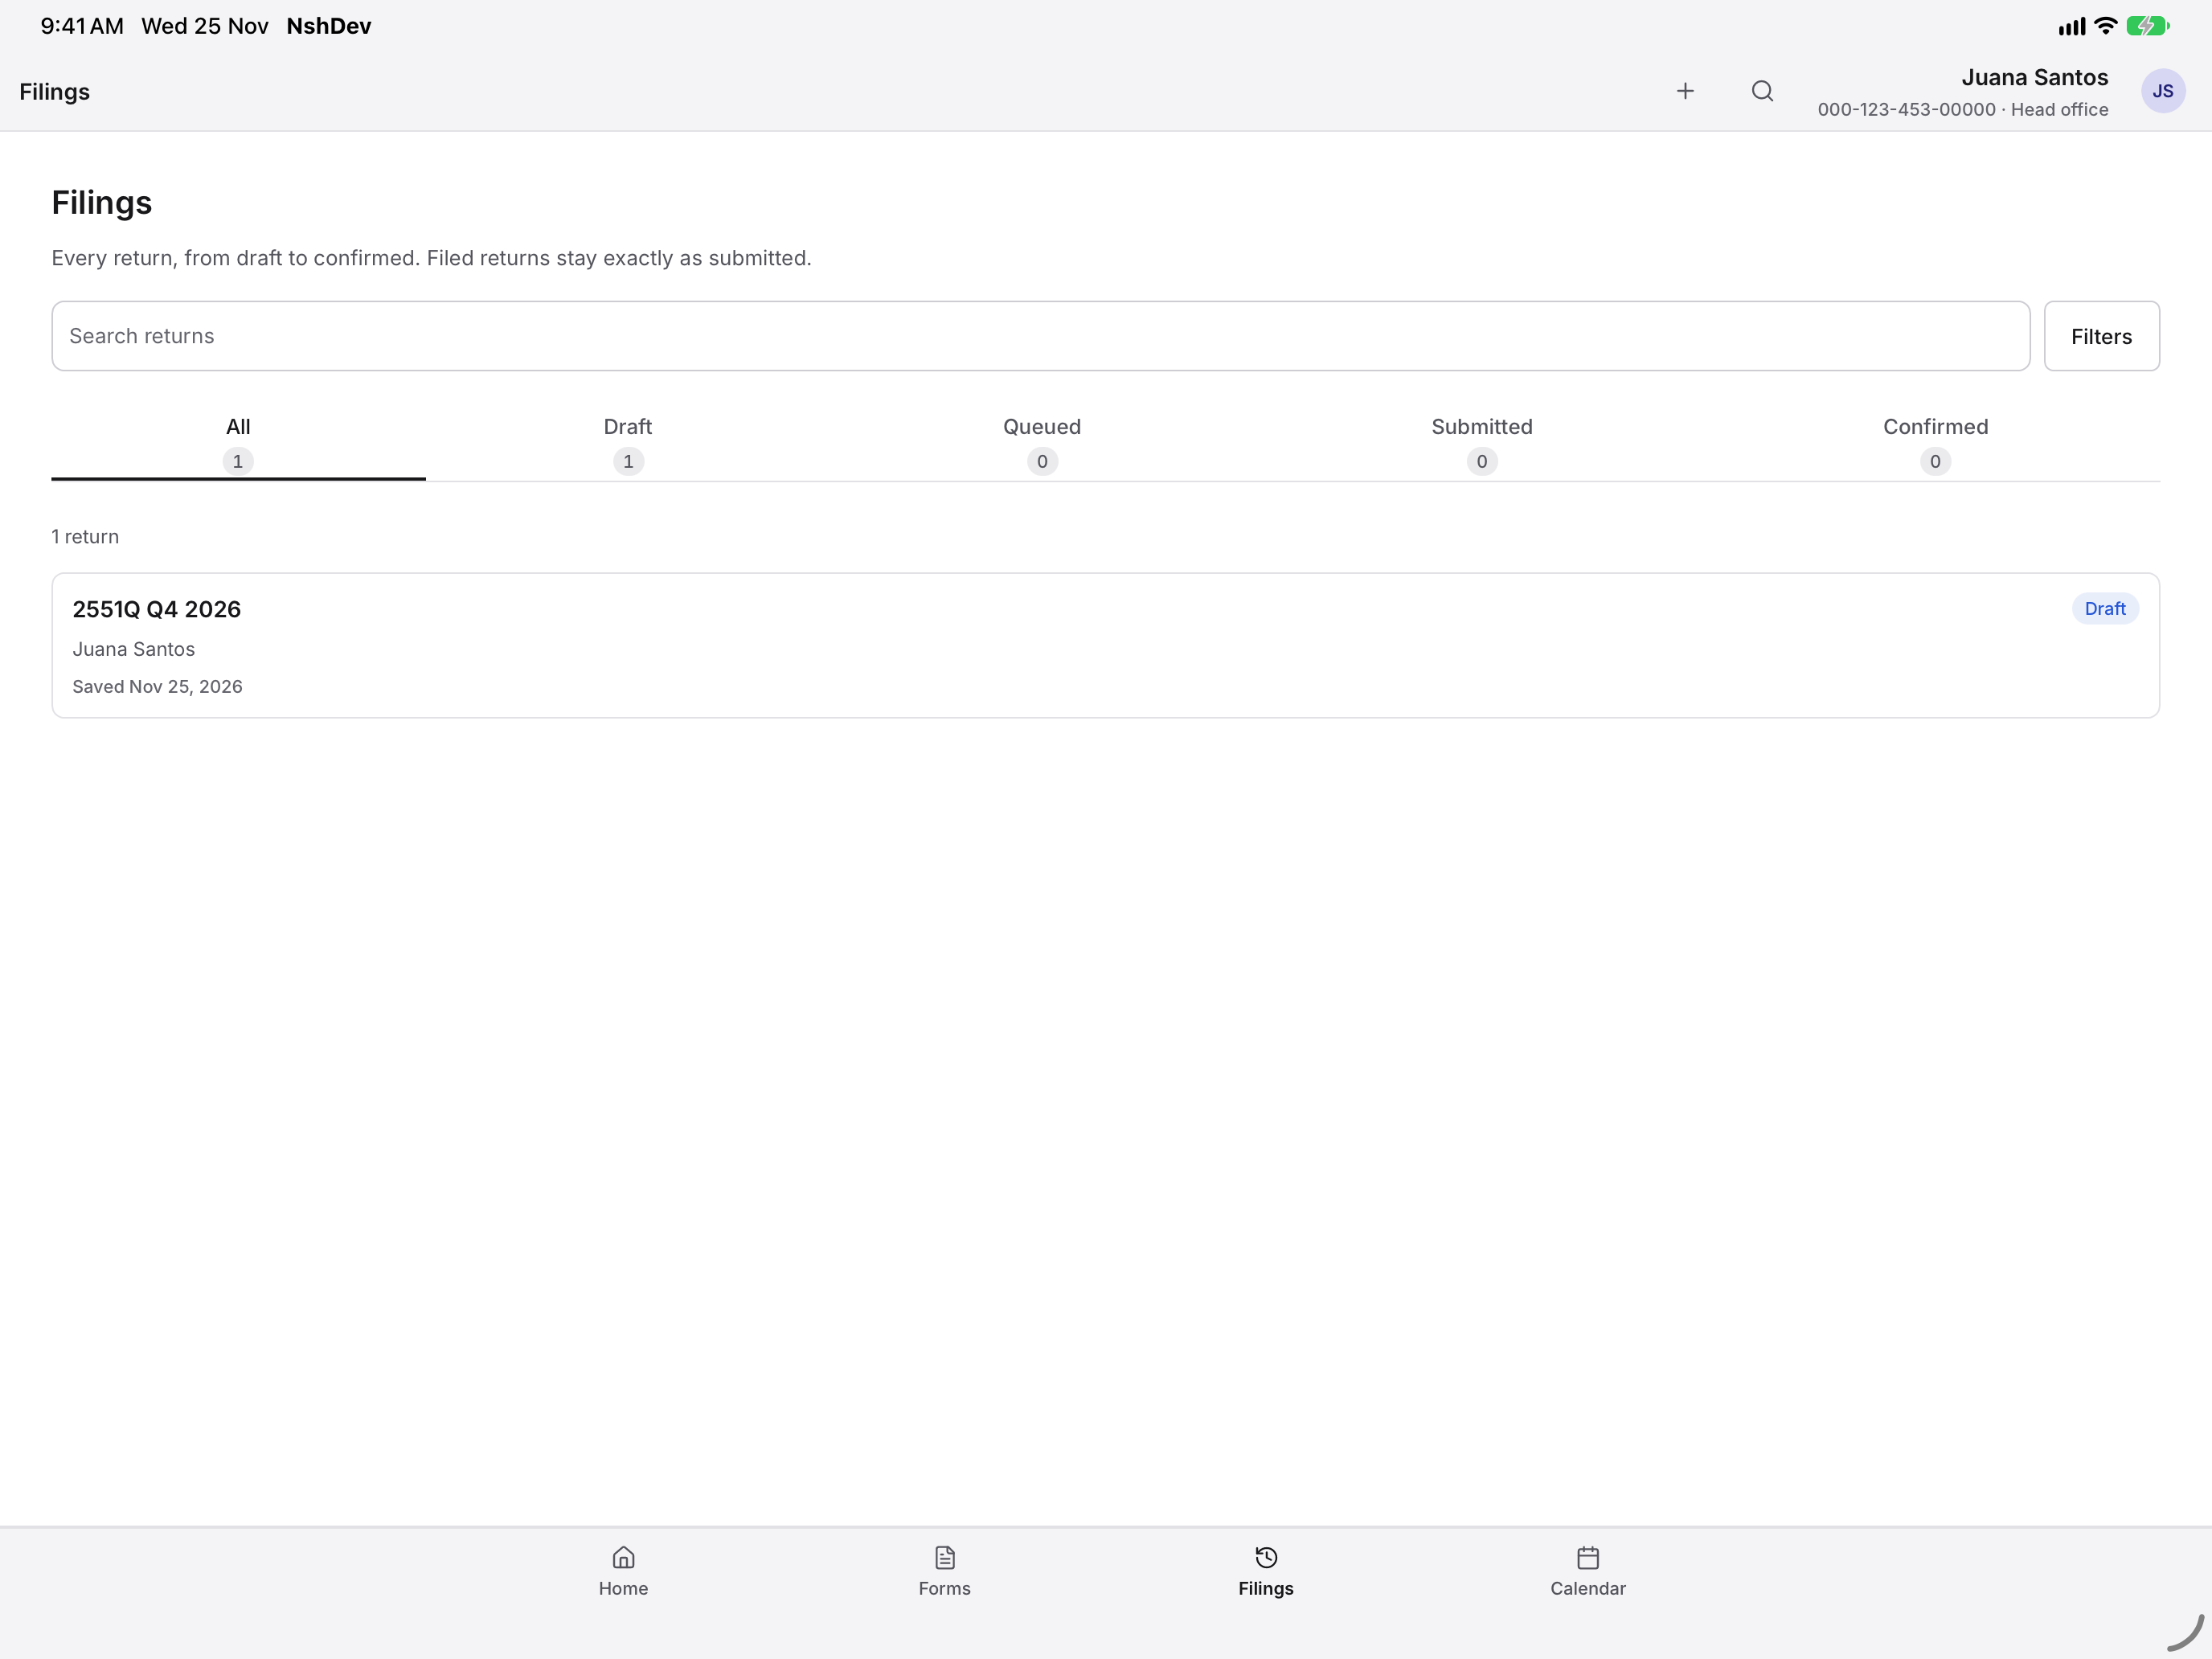 9:41 AM Wed 25 Nov NshDev
Filings
Juana Santos
000-123-453-00000 · Head office
JS
Filings
Every return, from draft to confirmed. Filed returns stay exactly as submitted.
Search returns
Filters
All
1
Draft
1
Queued
0
Submitted
0
Confirmed
0
1 return
2551Q Q4 2026
Draft
Juana Santos
Saved Nov 25, 2026
Home
Forms
Filings
Calendar